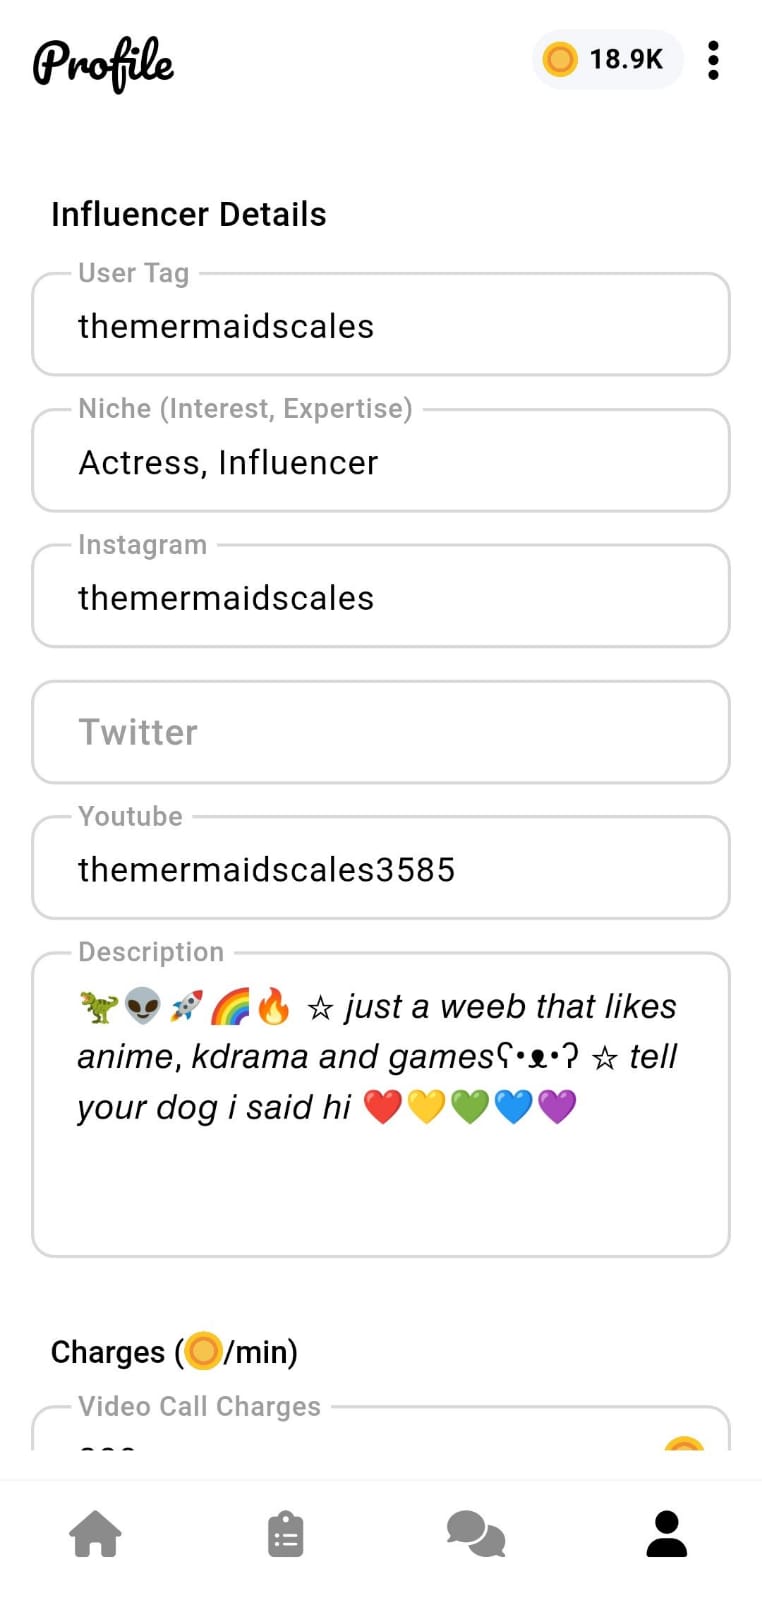 Profile
18.9K
Influencer Details
User Tag
themermaidscales
Niche (Interest, Expertise)
Actress, Influencer
Instagram
themermaidscales
Twitter
Youtube
themermaidscales3585
Description
🦖👽🚀🌈🔥 ☆ just a weeb that likes
anime, kdrama and gamesʕ•ᴥ•ʔ ☆ tell
your dog i said hi ❤️💛💚💙💜
Charges (/min)
Video Call Charges